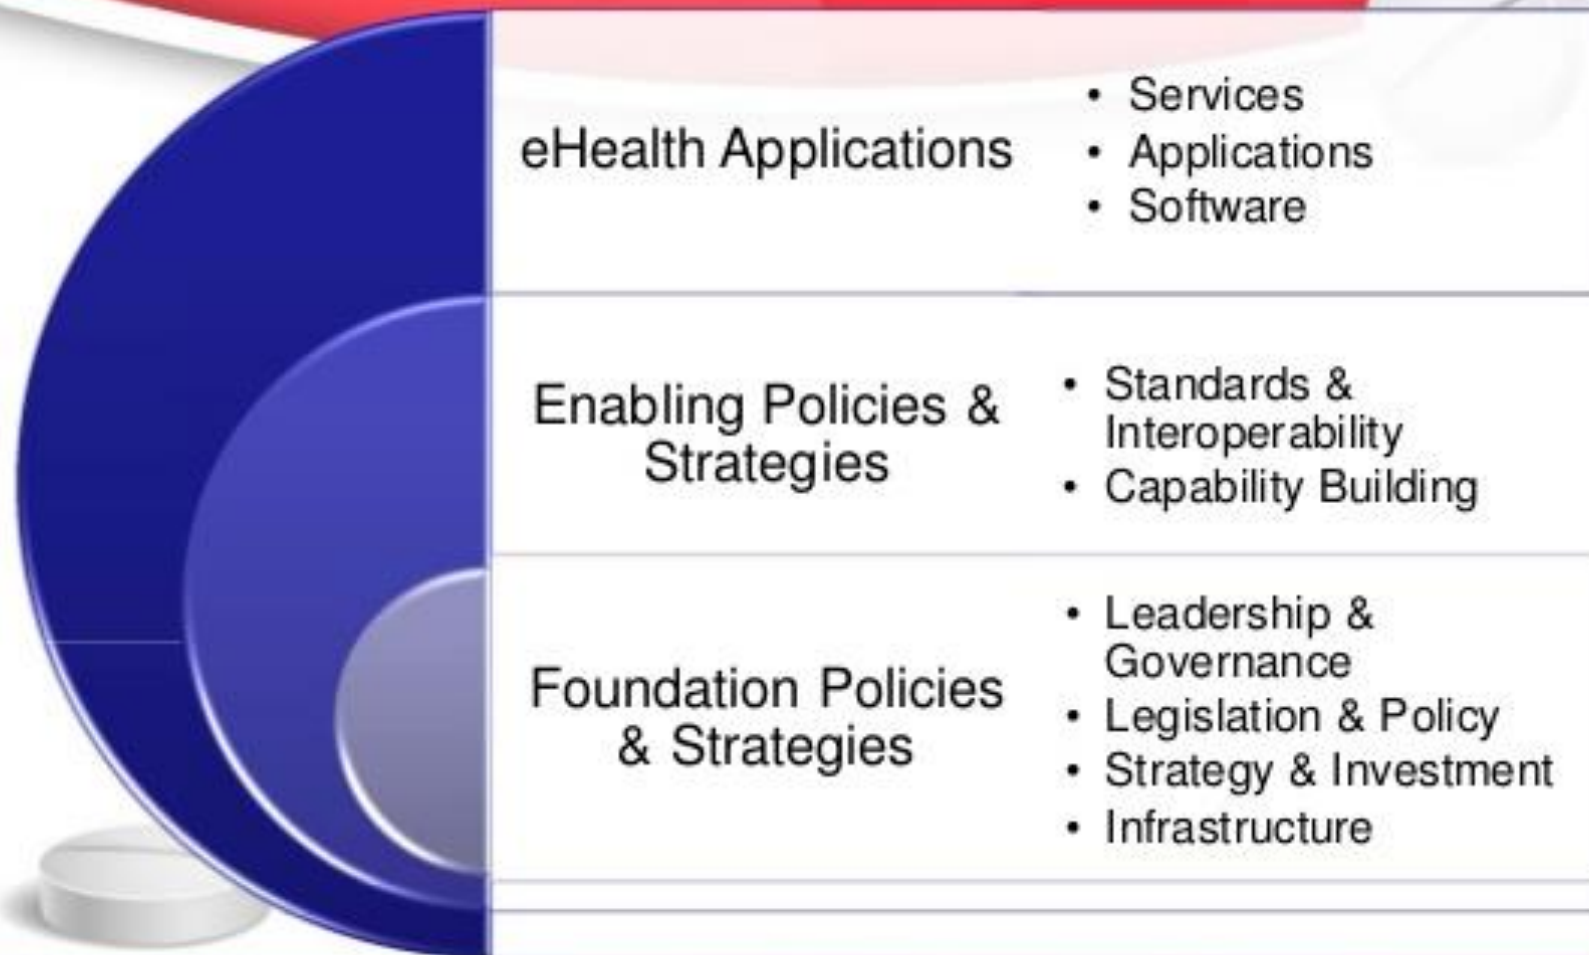 eHealth Applications
• Services
• Applications
• Software
Enabling Policies &
Strategies
• Standards &
Interoperability
• Capability Building
Foundation Policies
& Strategies
• Leadership &
Governance
• Legislation & Policy
• Strategy & Investment
• Infrastructure